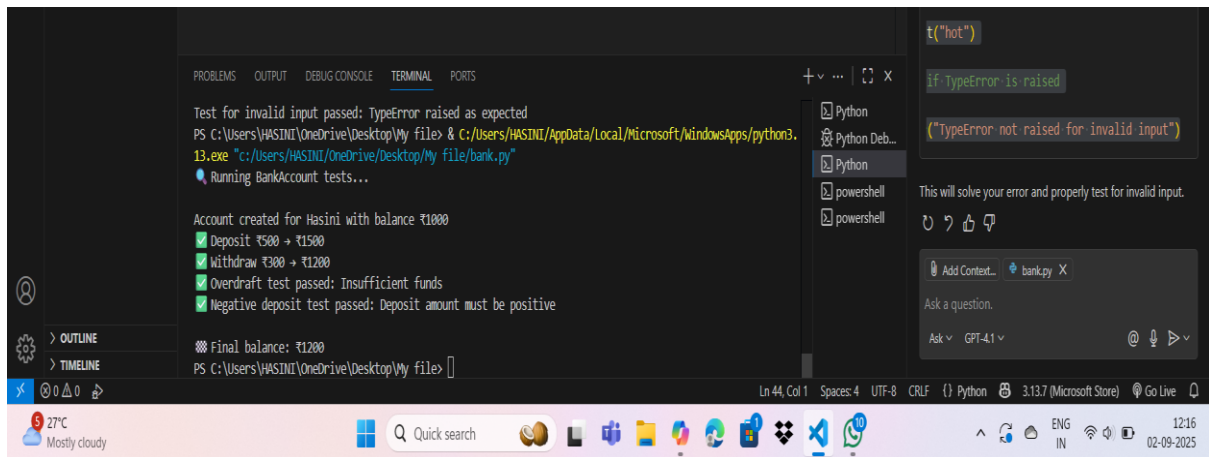 t("hot")
if TypeError is raised
("TypeError not raised for invalid input")
This will solve your error and properly test for invalid input.
Add Context...
bank.py
Ask a question.
Ask
GPT-4.1
PROBLEMS OUTPUT DEBUG CONSOLE TERMINAL PORTS
Test for invalid input passed: TypeError raised as expected
PS C:\Users\HASINI\OneDrive\Desktop\My file> & C:/Users/HASINI/AppData/Local/Microsoft/WindowsApps/python3.
13.exe "c:/Users/HASINI/OneDrive/Desktop/My file/bank.py"
🔍 Running BankAccount tests...
Account created for Hasini with balance ₹1000
✅ Deposit ₹500 → ₹1500
✅ Withdraw ₹300 → ₹1200
✅ Overdraft test passed: Insufficient funds
✅ Negative deposit test passed: Deposit amount must be positive
🏁 Final balance: ₹1200
PS C:\Users\HASINI\OneDrive\Desktop\My file>
Python
Python Deb...
Python
powershell
powershell
> OUTLINE
> TIMELINE
0 0
Ln 44, Col 1 Spaces: 4 UTF-8 CRLF {} Python 3.13.7 (Microsoft Store) Go Live
5
27°C
Mostly cloudy
Quick search
1
10
ENG
IN
12:16
02-09-2025